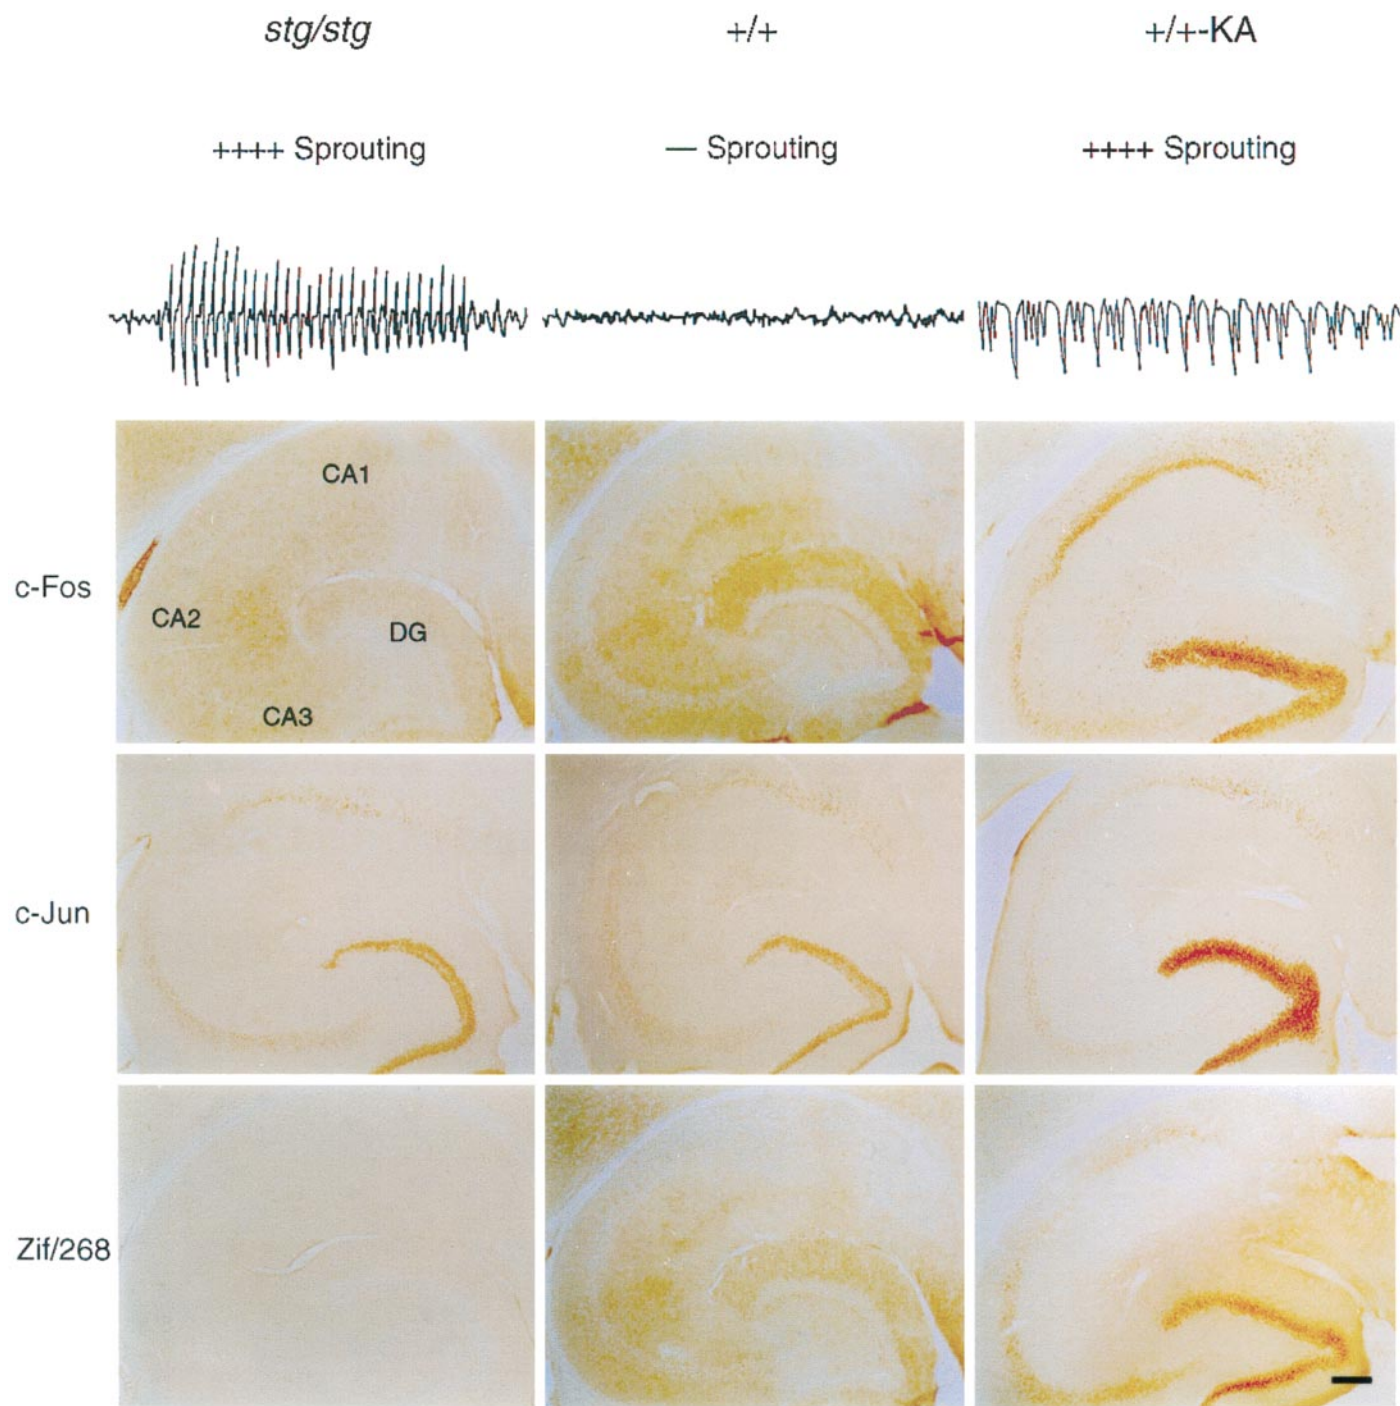 stg/stg
+/+
+/+-KA
++++ Sprouting
— Sprouting
++++ Sprouting
c-Fos
CA1
CA2
DG
CA3
c-Jun
Zif/268